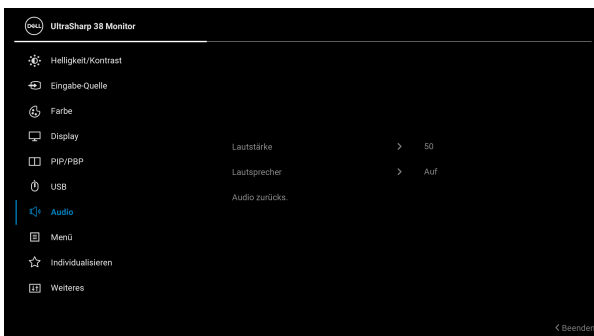 DELL UltraSharp 38 Monitor
Helligkeit/Kontrast
Eingabe-Quelle
Farbe
Display
PIP/PBP
USB
Audio
Menü
Individualisieren
Weiteres
Lautstärke > 50
Lautsprecher > Auf
Audio zurücks.
< Beenden